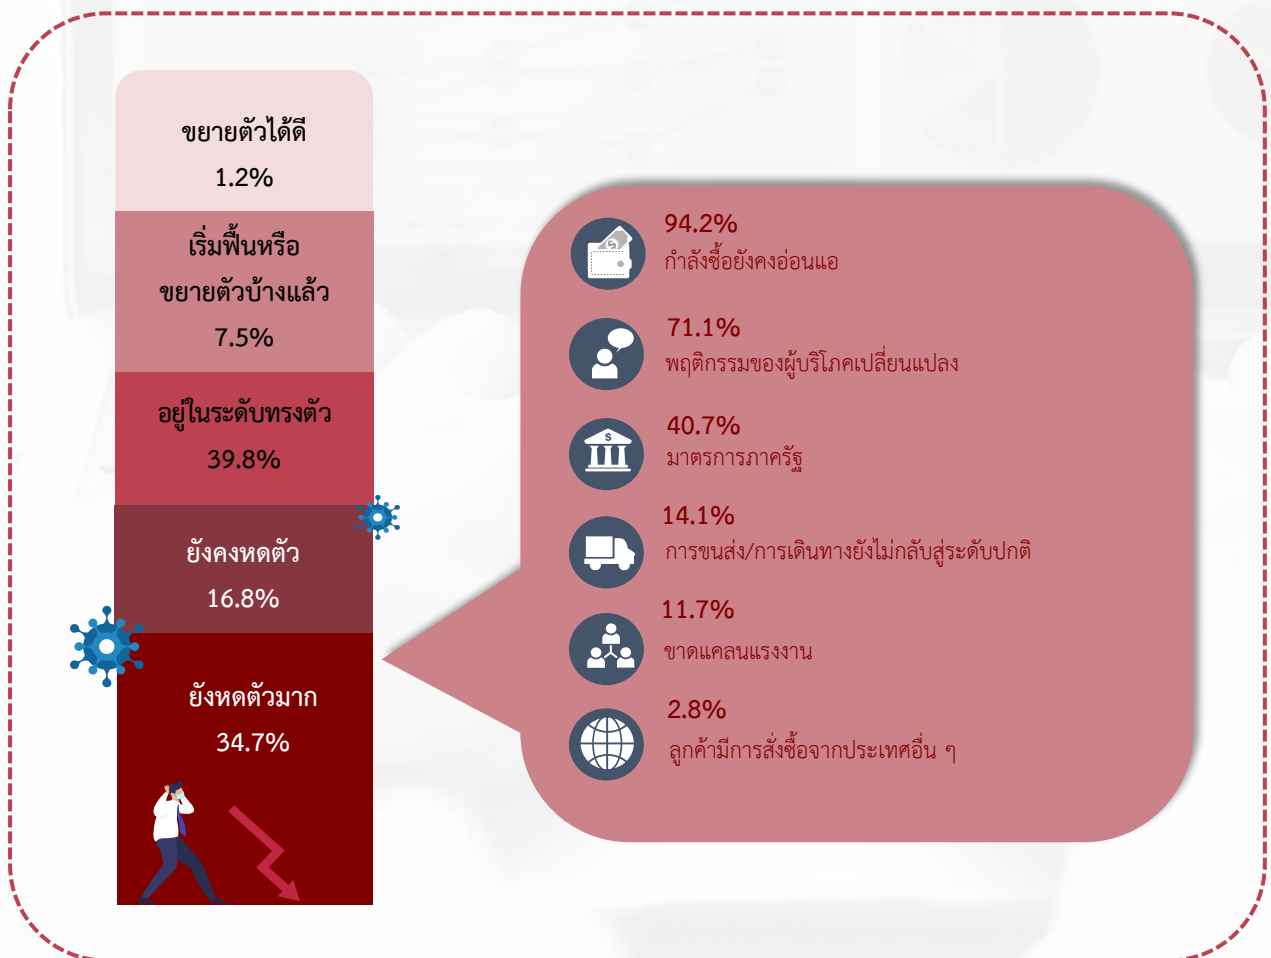 ขยายตัวได้ดี
1.2%
เริ่มฟื้นหรือ
ขยายตัวบ้างแล้ว
7.5%
อยู่ในระดับทรงตัว
39.8%
ยังคงหดตัว
16.8%
ยังหดตัวมาก
34.7%
94.2%
กำลังซื้อยังคงอ่อนแอ
71.1%
พฤติกรรมของผู้บริโภคเปลี่ยนแปลง
40.7%
มาตรการภาครัฐ
14.1%
การขนส่ง/การเดินทางยังไม่กลับสู่ระดับปกติ
11.7%
ขาดแคลนแรงงาน
2.8%
ลูกค้ามีการสั่งซื้อจากประเทศอื่น ๆ